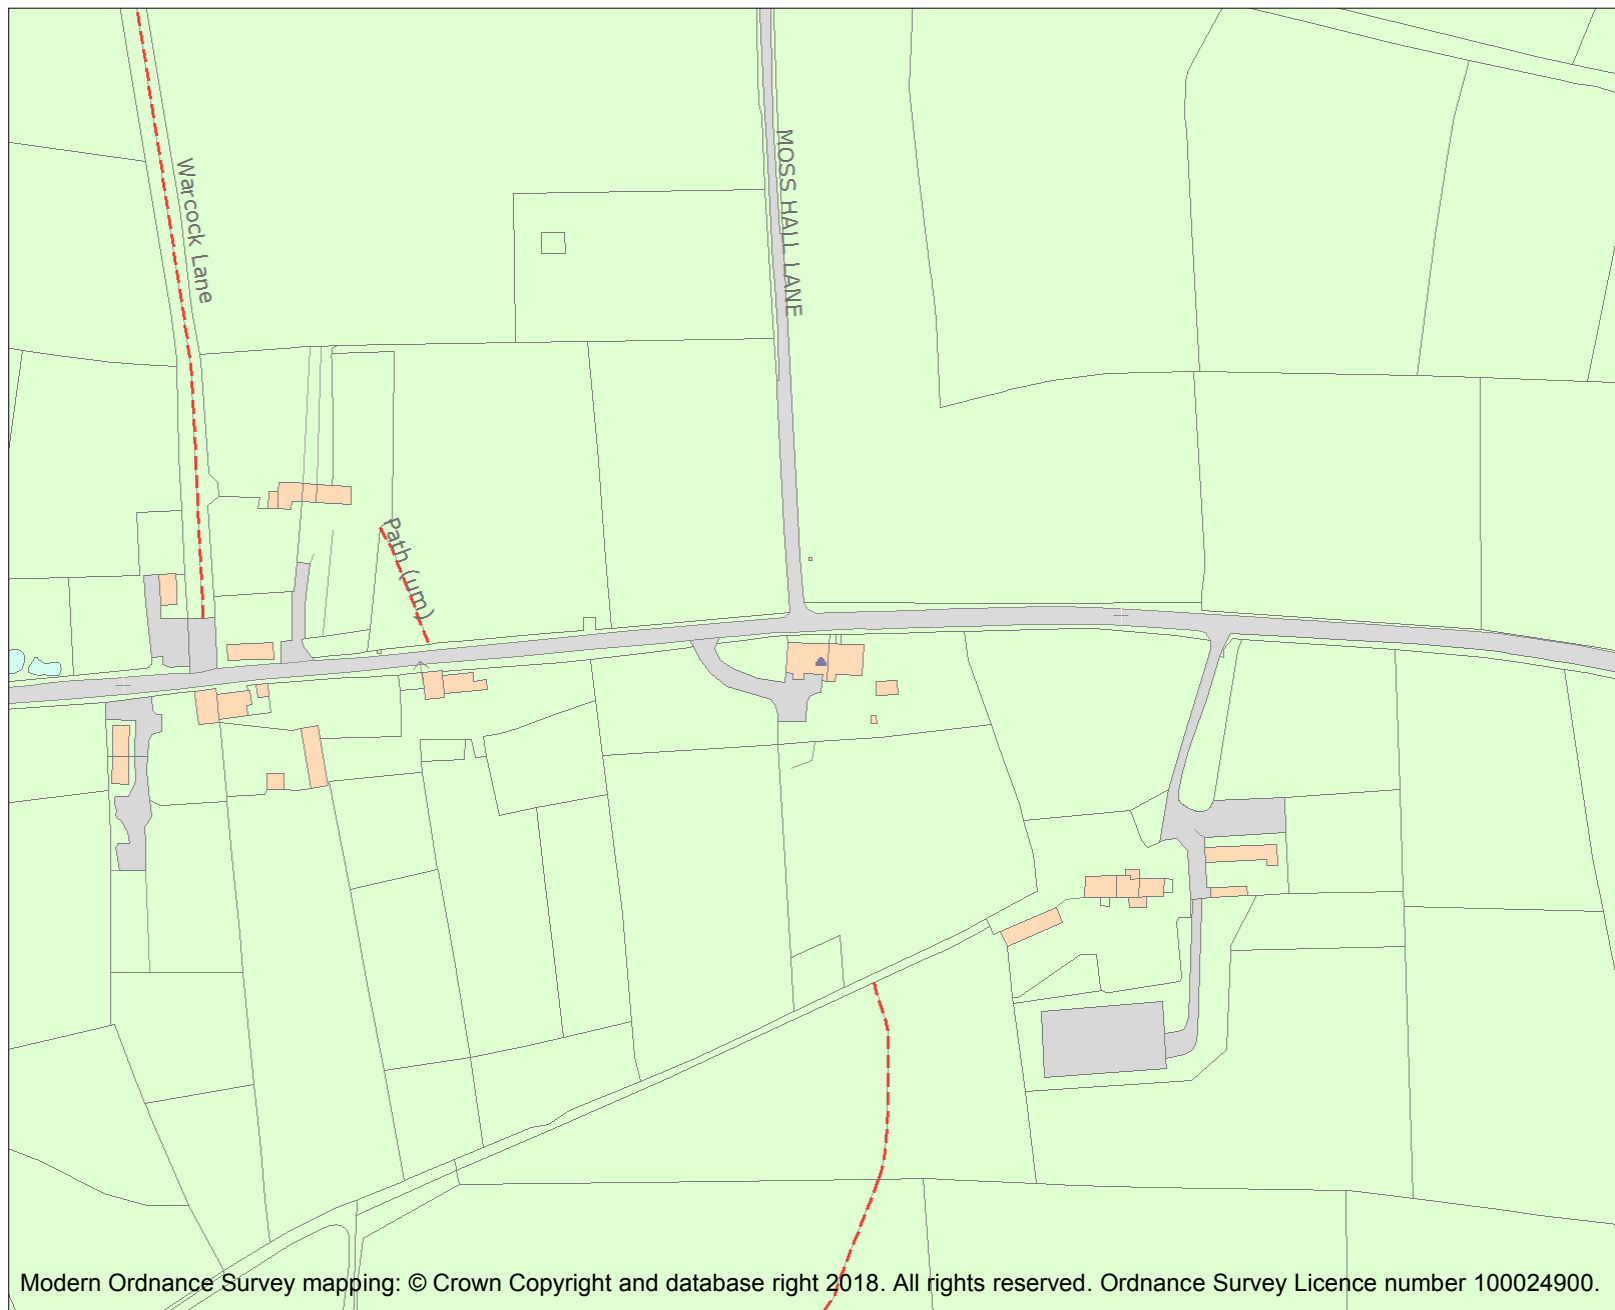 MOSS HALL LANE
Warcock Lane
Path (um)
Modern Ordnance Survey mapping: © Crown Copyright and database right 2018. All rights reserved. Ordnance Survey Licence number 100024900.